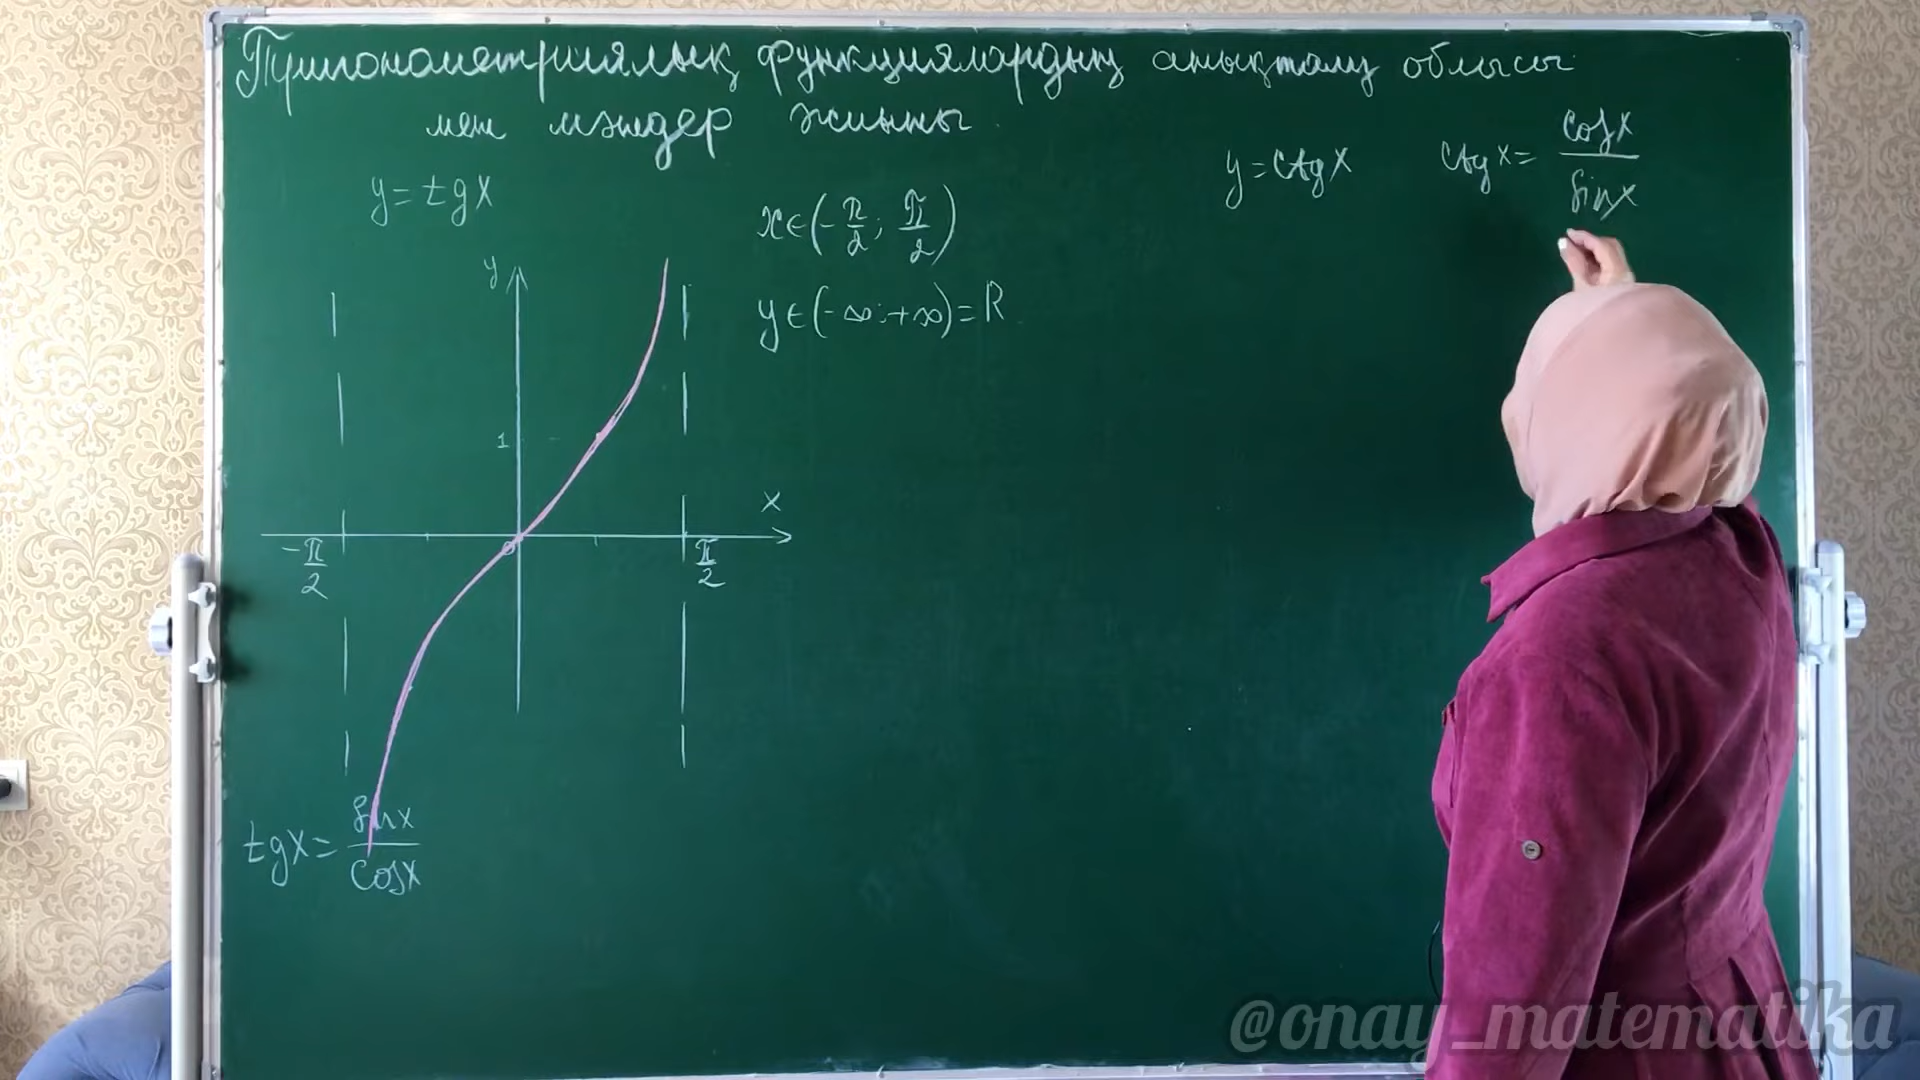 Тригонометриялық функциялардың анықталу облысы
мен мәндер жиыны
y = tgx
x ∈ (-π/2; π/2)
y ∈ (-∞; +∞) = R
y
1
0
x
-π/2
π/2
tgx = sinx/cosx
y = ctgx
ctgx = cosx/sinx
@onay_matematika